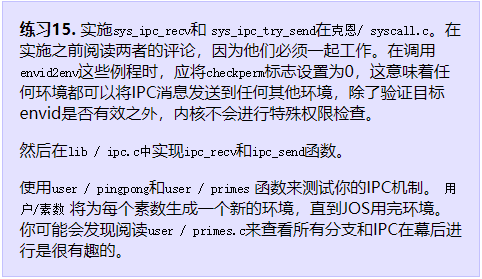 练习15. 实施sys_ipc_recv和 sys_ipc_try_send在克恩/ syscall.c。在
实施之前阅读两者的评论，因为他们必须一起工作。在调用
envid2env这些例程时，应将checkperm标志设置为0，这意味着任
何环境都可以将IPC消息发送到任何其他环境，除了验证目标
envid是否有效之外，内核不会进行特殊权限检查。
然后在lib / ipc.c中实现ipc_recv和ipc_send函数。
使用user / pingpong和user / primes 函数来测试你的IPC机制。 用
户/素数 将为每个素数生成一个新的环境，直到JOS用完环境。
你可能会发现阅读user / primes.c来查看所有分支和IPC在幕后进
行是很有趣的。